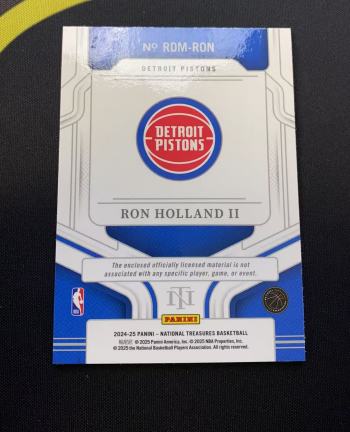 Nº RDM-RON
DETROIT PISTONS
DETROIT
PISTONS
RON HOLLAND II
The enclosed officially licensed material is not
associated with any specific player, game, or event.
NT
PANINI
2024-25 PANINI – NATIONAL TREASURES BASKETBALL
© 2025 Panini America, Inc. © 2025 NBA Properties, Inc.
© 2025 the National Basketball Players Association. All rights reserved.